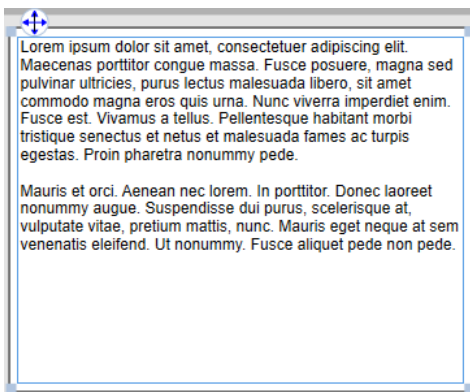 Lorem ipsum dolor sit amet, consectetuer adipiscing elit.
Maecenas porttitor congue massa. Fusce posuere, magna sed
pulvinar ultricies, purus lectus malesuada libero, sit amet
commodo magna eros quis urna. Nunc viverra imperdiet enim.
Fusce est. Vivamus a tellus. Pellentesque habitant morbi
tristique senectus et netus et malesuada fames ac turpis
egestas. Proin pharetra nonummy pede.
Mauris et orci. Aenean nec lorem. In porttitor. Donec laoreet
nonummy augue. Suspendisse dui purus, scelerisque at,
vulputate vitae, pretium mattis, nunc. Mauris eget neque at sem
venenatis eleifend. Ut nonummy. Fusce aliquet pede non pede.